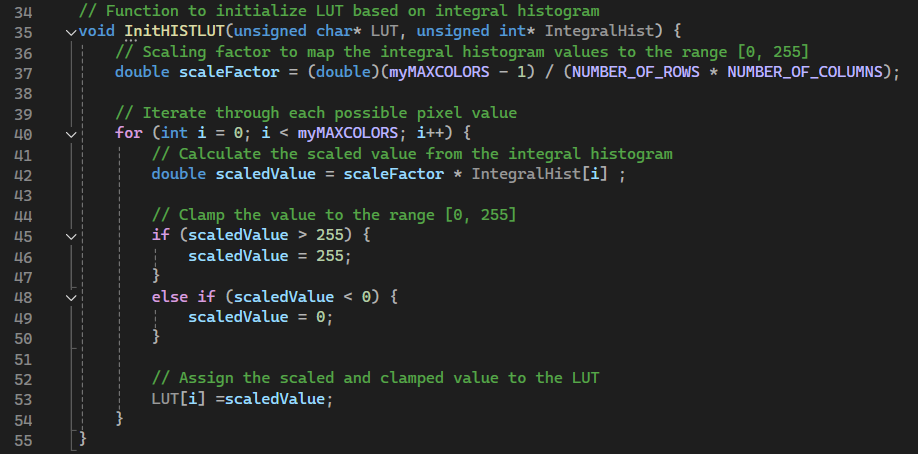 34 // Function to initialize LUT based on integral histogram
35 void InitHISTLUT(unsigned char* LUT, unsigned int* IntegralHist) {
36     // Scaling factor to map the integral histogram values to the range [0, 255]
37     double scaleFactor = (double)(myMAXCOLORS - 1) / (NUMBER_OF_ROWS * NUMBER_OF_COLUMNS);
38
39     // Iterate through each possible pixel value
40     for (int i = 0; i < myMAXCOLORS; i++) {
41         // Calculate the scaled value from the integral histogram
42         double scaledValue = scaleFactor * IntegralHist[i] ;
43
44         // Clamp the value to the range [0, 255]
45         if (scaledValue > 255) {
46             scaledValue = 255;
47         }
48         else if (scaledValue < 0) {
49             scaledValue = 0;
50         }
51
52         // Assign the scaled and clamped value to the LUT
53         LUT[i] =scaledValue;
54     }
55 }